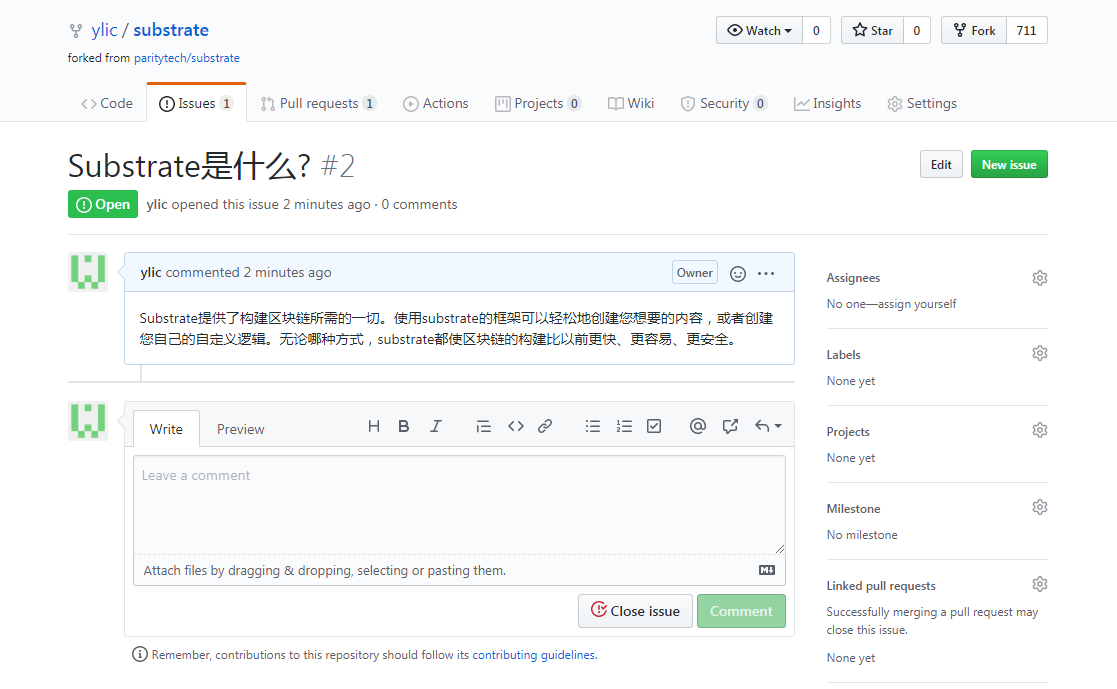 ylic / substrate
Watch 0
Star 0
Fork 711
forked from paritytech/substrate
Code
Issues 1
Pull requests 1
Actions
Projects 0
Wiki
Security 0
Insights
Settings
Substrate是什么? #2
Edit
New issue
Open
ylic opened this issue 2 minutes ago · 0 comments
ylic commented 2 minutes ago
Owner
Substrate提供了构建区块链所需的一切。使用substrate的框架可以轻松地创建您想要的内容，或者创建
您自己的自定义逻辑。无论哪种方式，substrate都使区块链的构建比以前更快、更容易、更安全。
Write
Preview
Leave a comment
Attach files by dragging & dropping, selecting or pasting them.
Close issue
Comment
Remember, contributions to this repository should follow its contributing guidelines.
Assignees
No one—assign yourself
Labels
None yet
Projects
None yet
Milestone
No milestone
Linked pull requests
Successfully merging a pull request may
close this issue.
None yet